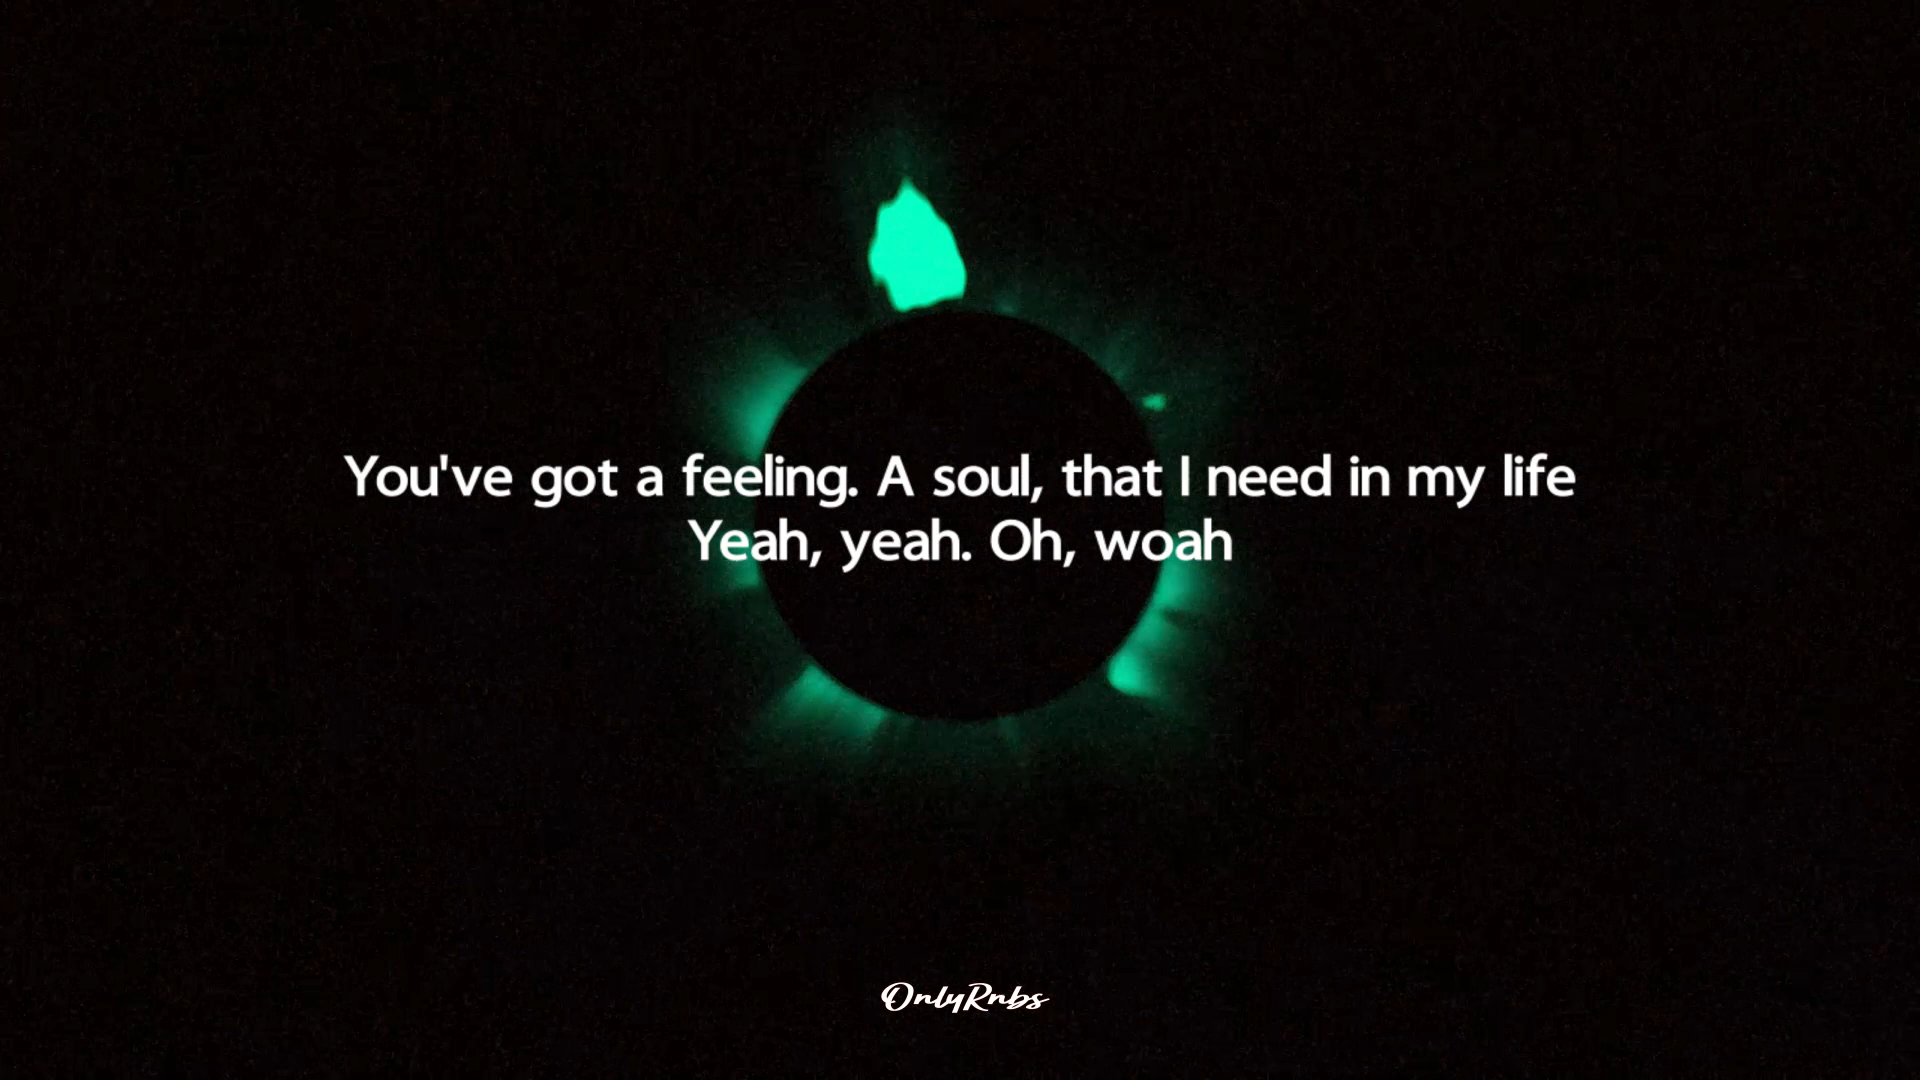 You've got a feeling. A soul, that I need in my life
Yeah, yeah. Oh, woah
OnlyRnbs